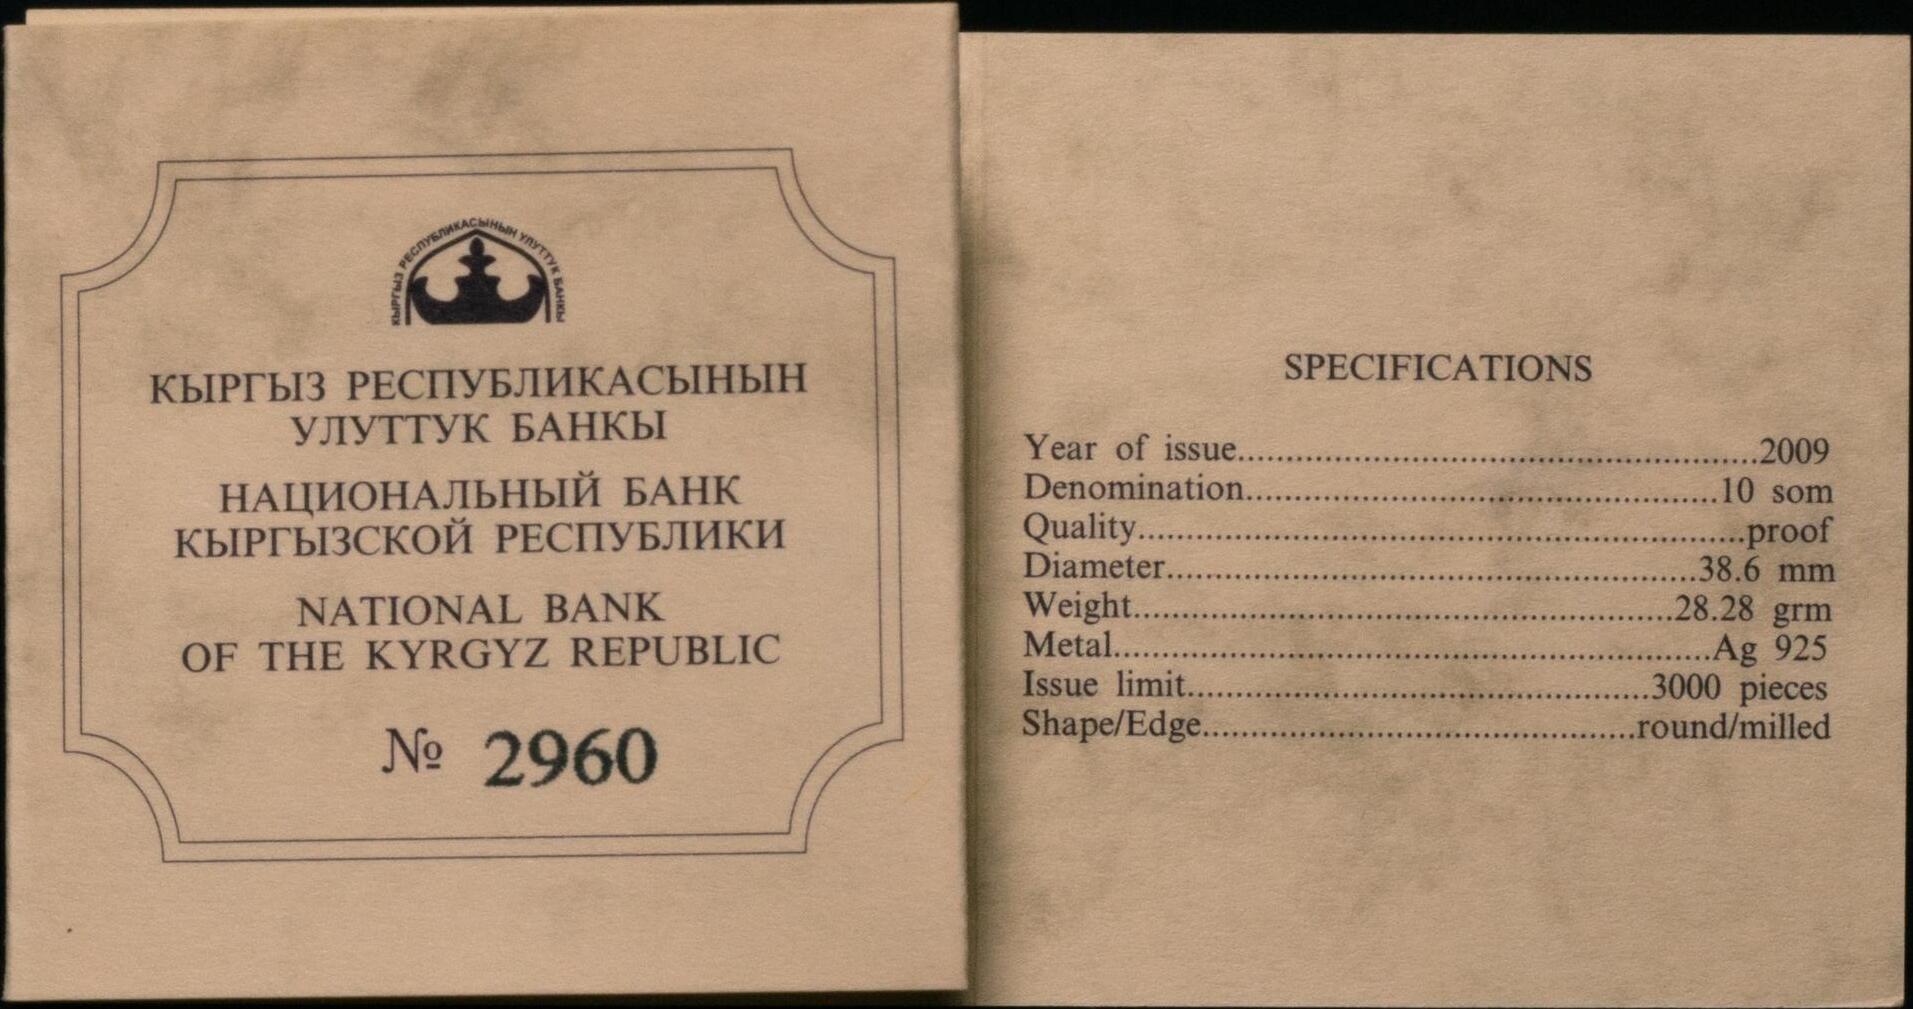 КЫРГЫЗ РЕСПУБЛИКАСЫНЫН УЛУТТУК БАНКЫ
КЫРГЫЗ РЕСПУБЛИКАСЫНЫН
УЛУТТУК БАНКЫ
НАЦИОНАЛЬНЫЙ БАНК
КЫРГЫЗСКОЙ РЕСПУБЛИКИ
NATIONAL BANK
OF THE KYRGYZ REPUBLIC
№ 2960
SPECIFICATIONS
Year of issue....................2009
Denomination....................10 som
Quality....................proof
Diameter....................38.6 mm
Weight....................28.28 grm
Metal....................Ag 925
Issue limit....................3000 pieces
Shape/Edge....................round/milled